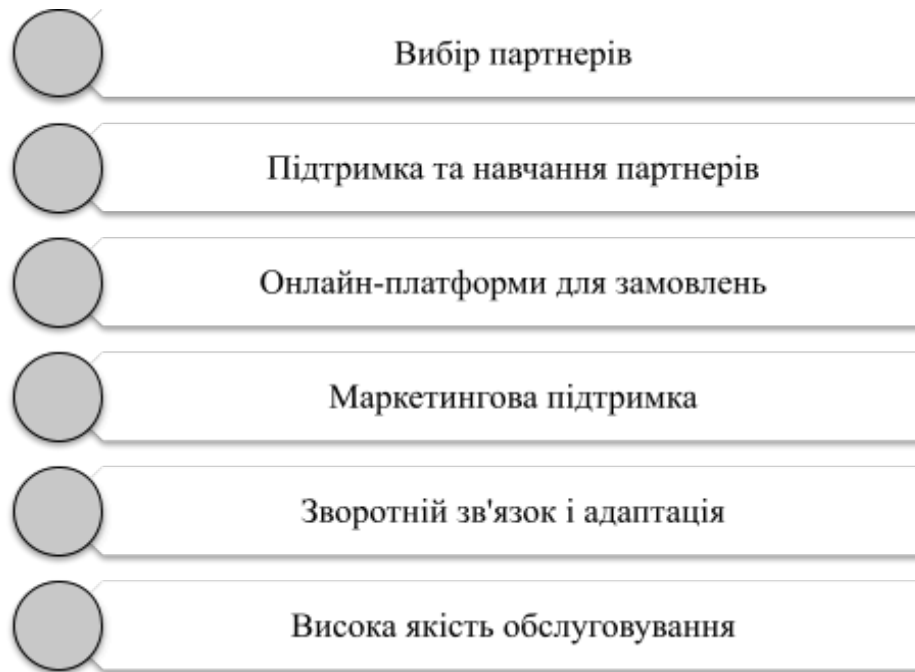 Вибір партнерів
Підтримка та навчання партнерів
Онлайн-платформи для замовлень
Маркетингова підтримка
Зворотній зв'язок і адаптація
Висока якість обслуговування